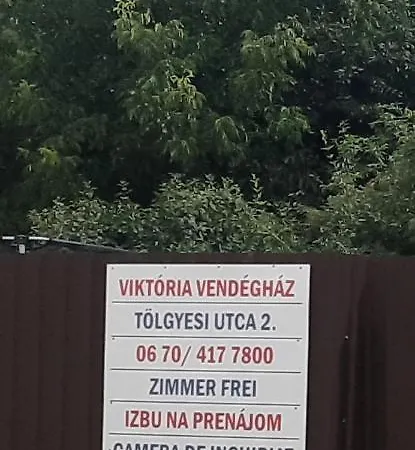 VIKTÓRIA VENDÉGHÁZ
TÖLGYESI UTCA 2.
06 70/ 417 7800
ZIMMER FREI
IZBU NA PRENÁJOM